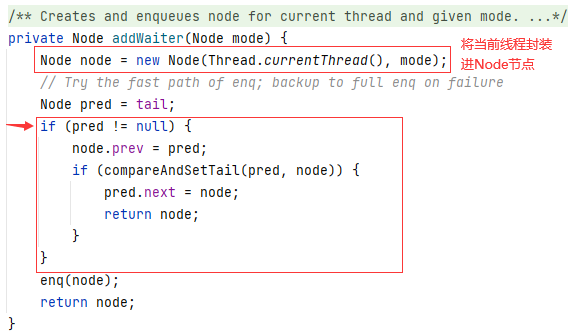 /** Creates and enqueues node for current thread and given mode. ...*/
private Node addWaiter(Node mode) {
    Node node = new Node(Thread.currentThread(), mode);
将当前线程封装
进Node节点
    // Try the fast path of enq; backup to full enq on failure
    Node pred = tail;
    if (pred != null) {
        node.prev = pred;
        if (compareAndSetTail(pred, node)) {
            pred.next = node;
            return node;
        }
    }
    enq(node);
    return node;
}